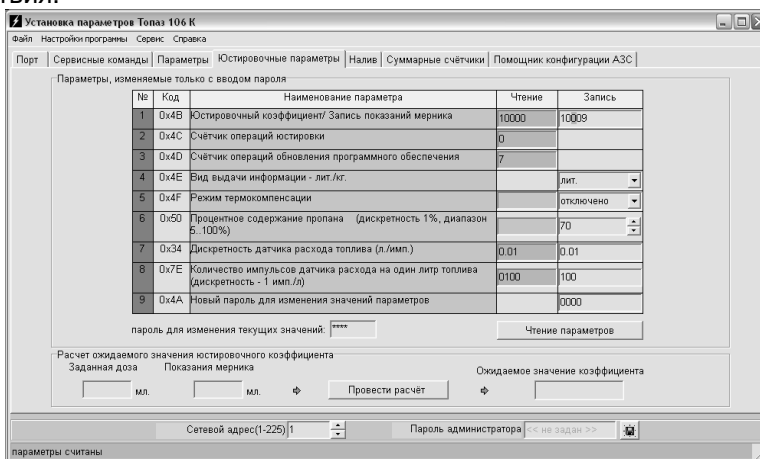 ствия.
Установка параметров Топаз 106 К
Файл Настройки программы Сервис Справка
Порт Сервисные команды Параметры Юстировочные параметры Налив Суммарные счётчики Помощник конфигурации АЗС
Параметры, изменяемые только с вводом пароля
№ Код Наименование параметра Чтение Запись
1 0x4B Юстировочный коэффициент/ Запись показаний мерника 10000 10009
2 0x4C Счётчик операций юстировки 0
3 0x4D Счётчик операций обновления программного обеспечения 7
4 0x4E Вид выдачи информации - лит./кг. лит.
5 0x4F Режим термокомпенсации отключено
6 0x50 Процентное содержание пропана (дискретность 1%, диапазон 5..100%) 70
7 0x34 Дискретность датчика расхода топлива (л./имп.) 0.01 0.01
8 0x7E Количество импульсов датчика расхода на один литр топлива (дискретность - 1 имп./л) 0100 100
9 0x4A Новый пароль для изменения значений параметров 0000
пароль для изменения текущих значений: **** Чтение параметров
Расчет ожидаемого значения юстировочного коэффициента
Заданная доза Показания мерника Ожидаемое значение коэффициента
мл. мл. Провести расчёт
Сетевой адрес(1-225) 1 Пароль администратора << не задан >>
параметры считаны